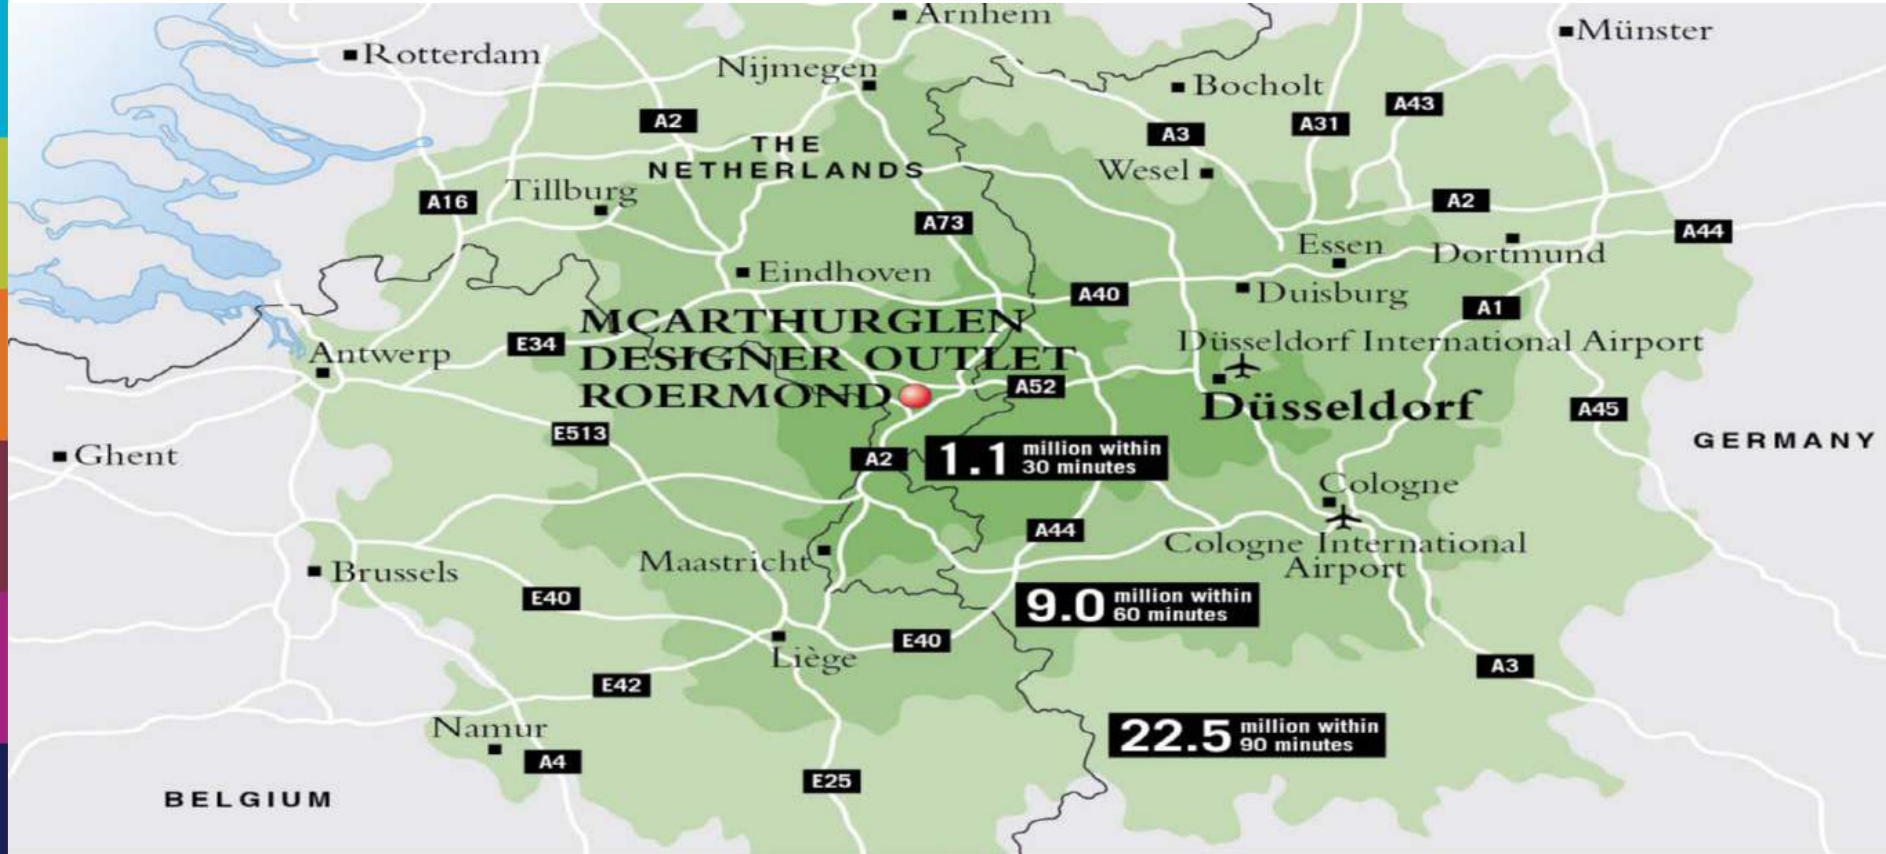 Arnhem
Münster
Rotterdam
Nijmegen
Bocholt
A43
A2
A31
A3
THE
NETHERLANDS
Wesel
Tillburg
A16
A2
A73
A44
Essen
Dortmund
Eindhoven
Duisburg
A40
A1
MCARTHURGLEN
DESIGNER OUTLET
ROERMOND
E34
Düsseldorf International Airport
Antwerp
A52
Düsseldorf
A45
E513
GERMANY
Ghent
A2
1.1 million within
30 minutes
Cologne
A44
Cologne International
Airport
Maastricht
Brussels
E40
9.0 million within
60 minutes
E40
Liège
A3
E42
Namur
22.5 million within
90 minutes
A4
E25
BELGIUM